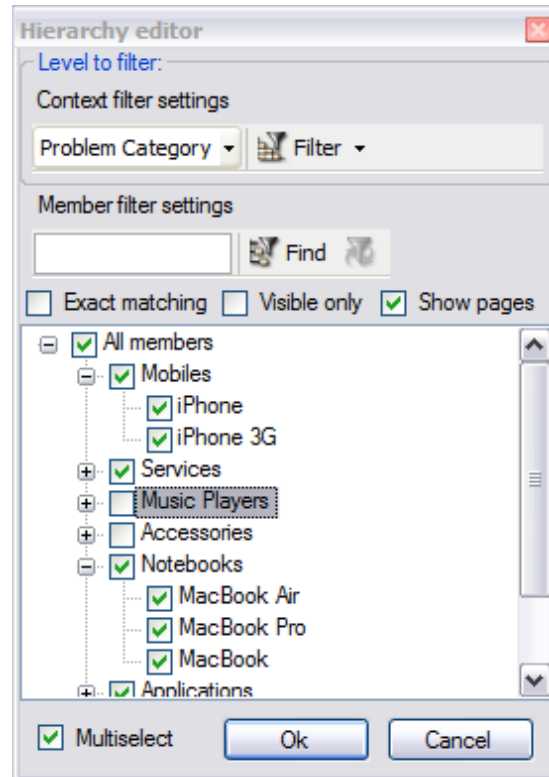 Hierarchy editor
Level to filter:
Context filter settings
Problem Category Filter
Member filter settings
Find
Exact matching Visible only Show pages
All members
Mobiles
iPhone
iPhone 3G
Services
Music Players
Accessories
Notebooks
MacBook Air
MacBook Pro
MacBook
Applications
Multiselect Ok Cancel